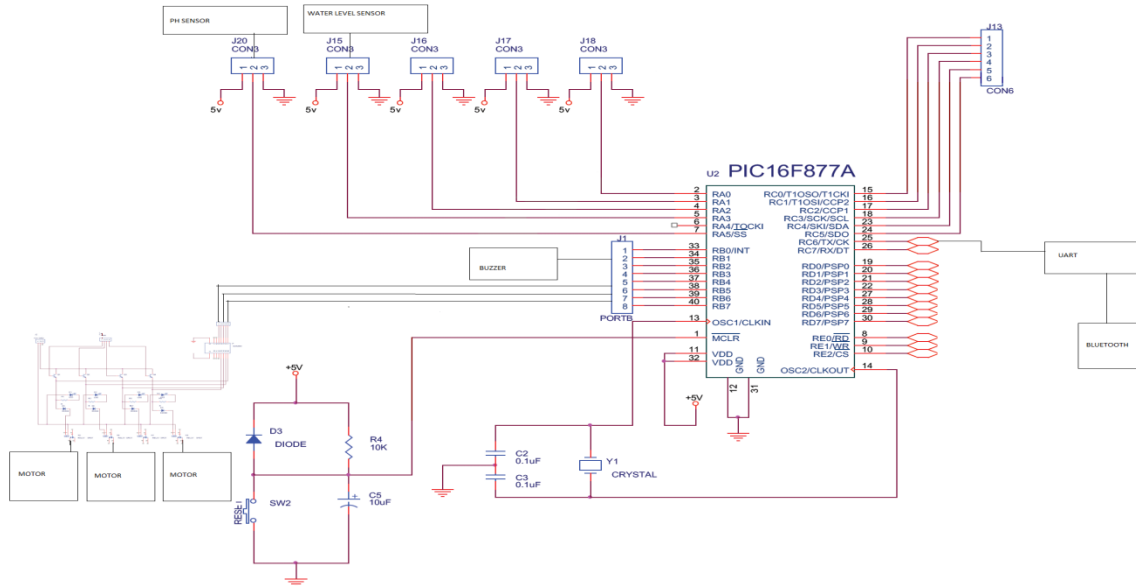 PH SENSOR
WATER LEVEL SENSOR
J20
CON3
J15
CON3
J16
CON3
J17
CON3
J18
CON3
J13
1 2 3
1 2 3
1 2 3
1 2 3
1 2 3
1
2
3
4
5
6
CON6
5v
5v
5v
5v
5v
U2
PIC16F877A
2 RA0
3 RA1
4 RA2
5 RA3
6 RA4/TOCKI
7 RA5/SS
33 RB0/INT
34 RB1
35 RB2
36 RB3
37 RB4
38 RB5
39 RB6
40 RB7
13 OSC1/CLKIN
1 MCLR
11 VDD
32 VDD
RC0/T1OSO/T1CKI 15
RC1/T1OSI/CCP2 16
RC2/CCP1 17
RC3/SCK/SCL 18
RC4/SKI/SDA 23
RC5/SDO 24
RC6/TX/CK 25
RC7/RX/DT 26
RD0/PSP0 19
RD1/PSP1 20
RD2/PSP2 21
RD3/PSP3 22
RD4/PSP4 27
RD5/PSP5 28
RD6/PSP6 29
RD7/PSP7 30
RE0/RD 8
RE1/WR 9
RE2/CS 10
OSC2/CLKOUT 14
GND
GND
12
31
J1
1
2
3
4
5
6
7
8
PORTB
BUZZER
UART
BLUETOOTH
+5V
+5V
D3
DIODE
R4
10K
C5
10uF
+
SW2
RESET
C2
0.1uF
C3
0.1uF
Y1
CRYSTAL
MOTOR
MOTOR
MOTOR